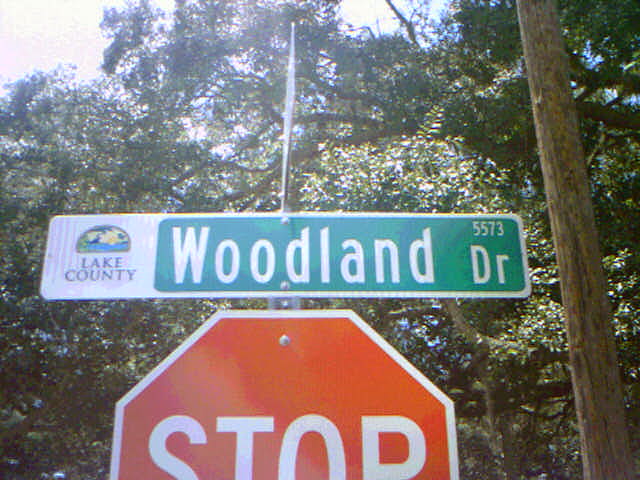 LAKE
COUNTY
Woodland Dr
5573
STOP